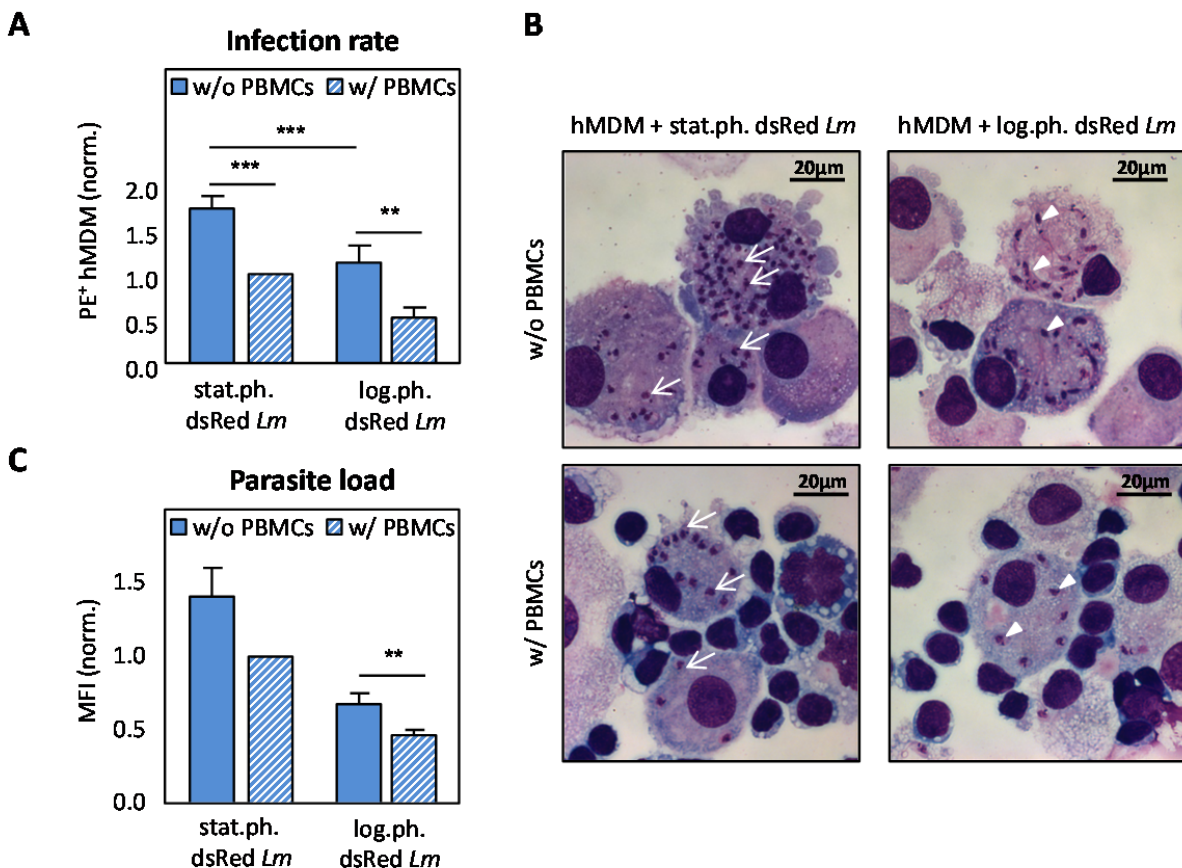 A
Infection rate
w/o PBMCs w/ PBMCs
***
***
**
PE⁺ hMDM (norm.)
2.0
1.5
1.0
0.5
0.0
stat.ph.
dsRed Lm
log.ph.
dsRed Lm
B
hMDM + stat.ph. dsRed Lm
hMDM + log.ph. dsRed Lm
w/o PBMCs
20µm
20µm
w/ PBMCs
20µm
20µm
C
Parasite load
w/o PBMCs w/ PBMCs
**
MFI (norm.)
1.5
1.0
0.5
0.0
stat.ph.
dsRed Lm
log.ph.
dsRed Lm